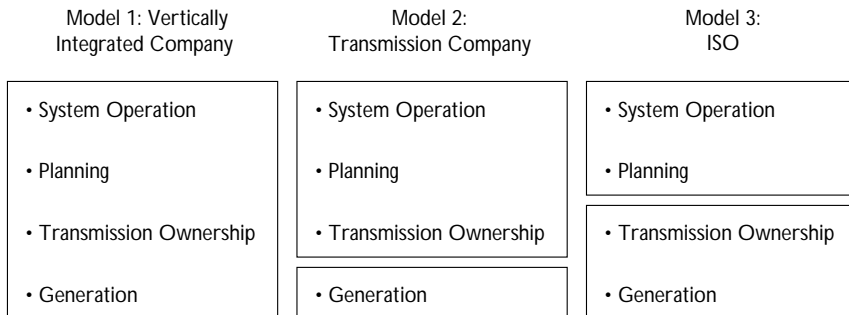 Model 1: Vertically
Integrated Company
Model 2:
Transmission Company
Model 3:
ISO
• System Operation
• Planning
• Transmission Ownership
• Generation
• System Operation
• Planning
• Transmission Ownership
• Generation
• System Operation
• Planning
• Transmission Ownership
• Generation